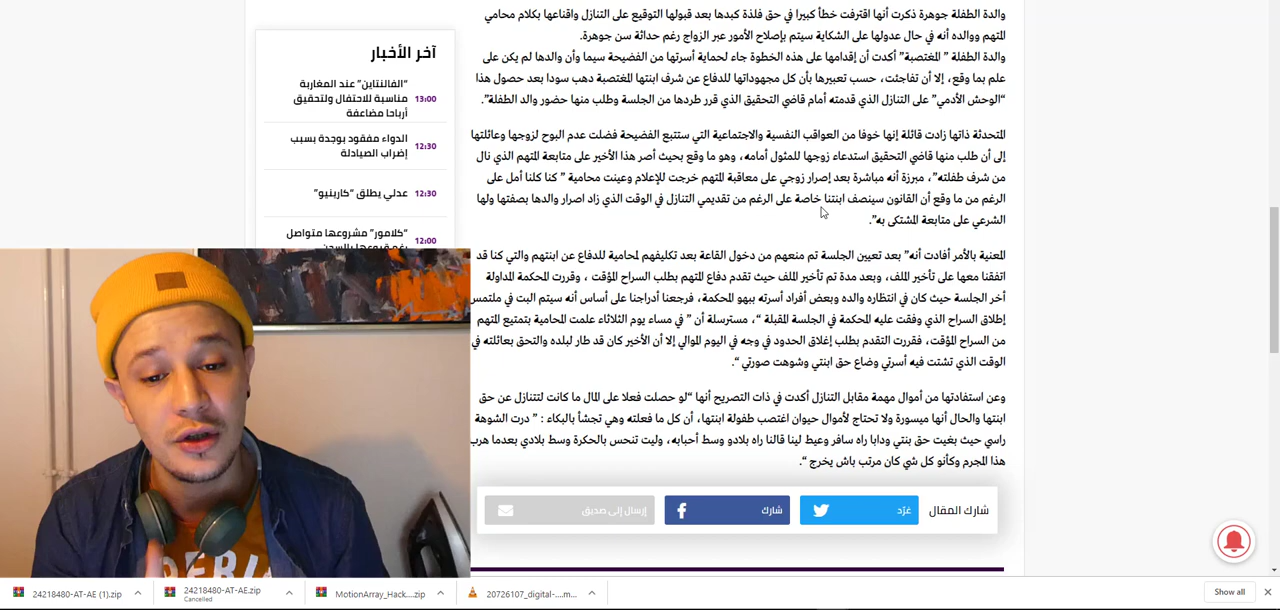 والدة الطفلة جوهرة ذكرت أنها اقترفت خطأ كبيرا في حق فلذة كبدها بعد قبولها التوقيع على التنازل واقناعها بكلام محامي
المتهم ووالده أنه في حال عدولها على الشكاية سيتم بإصلاح الأمور عبر الزواج رغم حداثة سن جوهرة.
والدة الطفلة " المغتصبة" أكدت أن إقدامها على هذه الخطوة جاء لحماية أسرتها من الفضيحة سيما وأن والدها لم يكن على
علم بما وقع، إلا أن تفاجئت، حسب تعبيرها بأن كل مجهوداتها للدفاع عن شرف ابنتها المغتصبة دهب سودا بعد حصول هذا
"الوحش الأدمي" على التنازل الذي قدمته أمام قاضي التحقيق الذي قرر طردها من الجلسة وطلب منها حضور والد الطفلة".
المتحدثة ذاتها زادت قائلة إنها خوفا من العواقب النفسية والاجتماعية التي ستتبع الفضيحة فضلت عدم البوح لزوجها وعائلتها
إلى أن طلب منها قاضي التحقيق استدعاء زوجها للمثول أمامه، وهو ما وقع بحيث أصر هذا الأخير على متابعة المتهم الذي نال
من شرف طفلته"، مبرزة أنه مباشرة بعد إصرار زوجي على معاقبة المتهم خرجت للإعلام وعينت محامية " كنا كلنا أمل على
الرغم من ما وقع أن القانون سينصف ابنتنا خاصة على الرغم من تقديمي التنازل في الوقت الذي زاد اصرار والدها بصفتها ولها
الشرعي على متابعة المشتكى به".
المعنية بالأمر أفادت أنه" بعد تعيين الجلسة تم منعهم من دخول القاعة بعد تكليفهم لمحامية للدفاع عن ابنتهم والتي كنا قد
اتفقنا معها على تأخير الملف، وبعد مدة تم تأخير الملف حيث تقدم دفاع المتهم بطلب السراح المؤقت ، وقررت المحكمة المداولة
أخر الجلسة حيث كان في انتظاره والده وبعض أفراد أسرته ببهو المحكمة، فرجعنا أدراجنا على أساس أنه سيتم البت في ملتمس
إطلاق السراح الذي وفقت عليه المحكمة في الجلسة المقبلة "، مسترسلة أن " في مساء يوم الثلاثاء علمت المحامية بتمتيع المتهم
من السراح المؤقت، فقررت التقدم بطلب إغلاق الحدود في وجه في اليوم الموالي إلا أن الأخير كان قد طار لبلده والتحق بعائلته في
الوقت الذي تشتت فيه أسرتي وضاع حق ابنتي وشوهت صورتي ".
وعن استفادتها من أموال مهمة مقابل التنازل أكدت في ذات التصريح أنها "لو حصلت فعلا على المال ما كانت لتتنازل عن حق
ابنتها والحال أنها ميسورة ولا تحتاج لأموال حيوان اغتصب طفولة ابنتها، أن كل ما فعلته وهي تجشأ بالبكاء : " درت الشوهة
راسي حيث بغيت حق بنتي ودابا راه سافر وعيط لينا قالنا راه بلادو وسط أحبابه، وليت تنحس بالحكرة وسط بلادي بعدما هرب
هذا المجرم وكأنو كل شي كان مرتب باش يخرج ".
شارك المقال
غرّد
شارك
إرسال إلى صديق
آخر الأخبار
"الفالنتاين" عند المغاربة
مناسبة للاحتفال ولتحقيق
أرباحا مضاعفة
13:00
الدواء مفقود بوجدة بسبب
إضراب الصيادلة
12:30
عدلي يطلق "كازينيو"
12:30
"كلامور" مشروعها متواصل
12:00
24218480-AT-AE (1).zip
24218480-AT-AE.zip
Cancelled
MotionArray_Hack....zip
20726107_digital-....m...
Show all